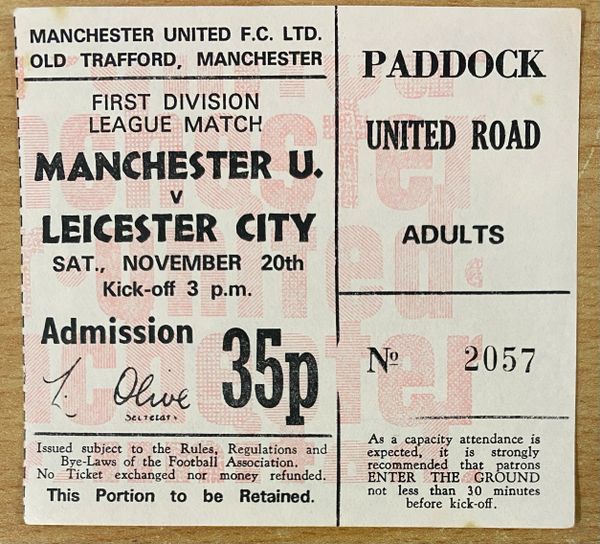 MANCHESTER UNITED F.C. LTD.
OLD TRAFFORD, MANCHESTER
FIRST DIVISION
LEAGUE MATCH
MANCHESTER U.
v
LEICESTER CITY
SAT., NOVEMBER 20th
Kick-off 3 p.m.
Admission 35p
L. Olive
Secretary
Issued subject to the Rules, Regulations and
Bye-Laws of the Football Association.
No Ticket exchanged nor money refunded.
This Portion to be Retained.
PADDOCK
UNITED ROAD
ADULTS
No 2057
As a capacity attendance is
expected, it is strongly
recommended that patrons
ENTER THE GROUND
not less than 30 minutes
before kick-off.